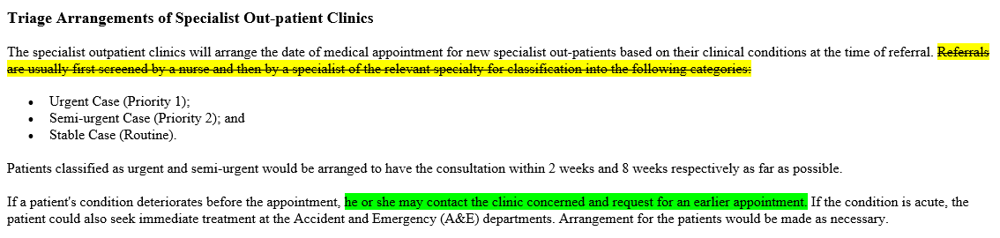 Triage Arrangements of Specialist Out-patient Clinics
The specialist outpatient clinics will arrange the date of medical appointment for new specialist out-patients based on their clinical conditions at the time of referral. Referrals
are usually first screened by a nurse and then by a specialist of the relevant specialty for classification into the following categories:
• Urgent Case (Priority 1);
• Semi-urgent Case (Priority 2); and
• Stable Case (Routine).
Patients classified as urgent and semi-urgent would be arranged to have the consultation within 2 weeks and 8 weeks respectively as far as possible.
If a patient's condition deteriorates before the appointment, he or she may contact the clinic concerned and request for an earlier appointment. If the condition is acute, the
patient could also seek immediate treatment at the Accident and Emergency (A&E) departments. Arrangement for the patients would be made as necessary.